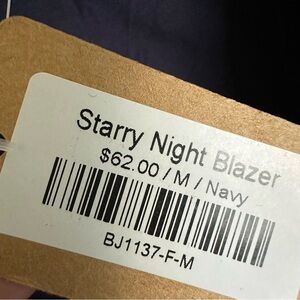 Starry Night Blazer
$62.00 / M / Navy
BJ1137-F-M